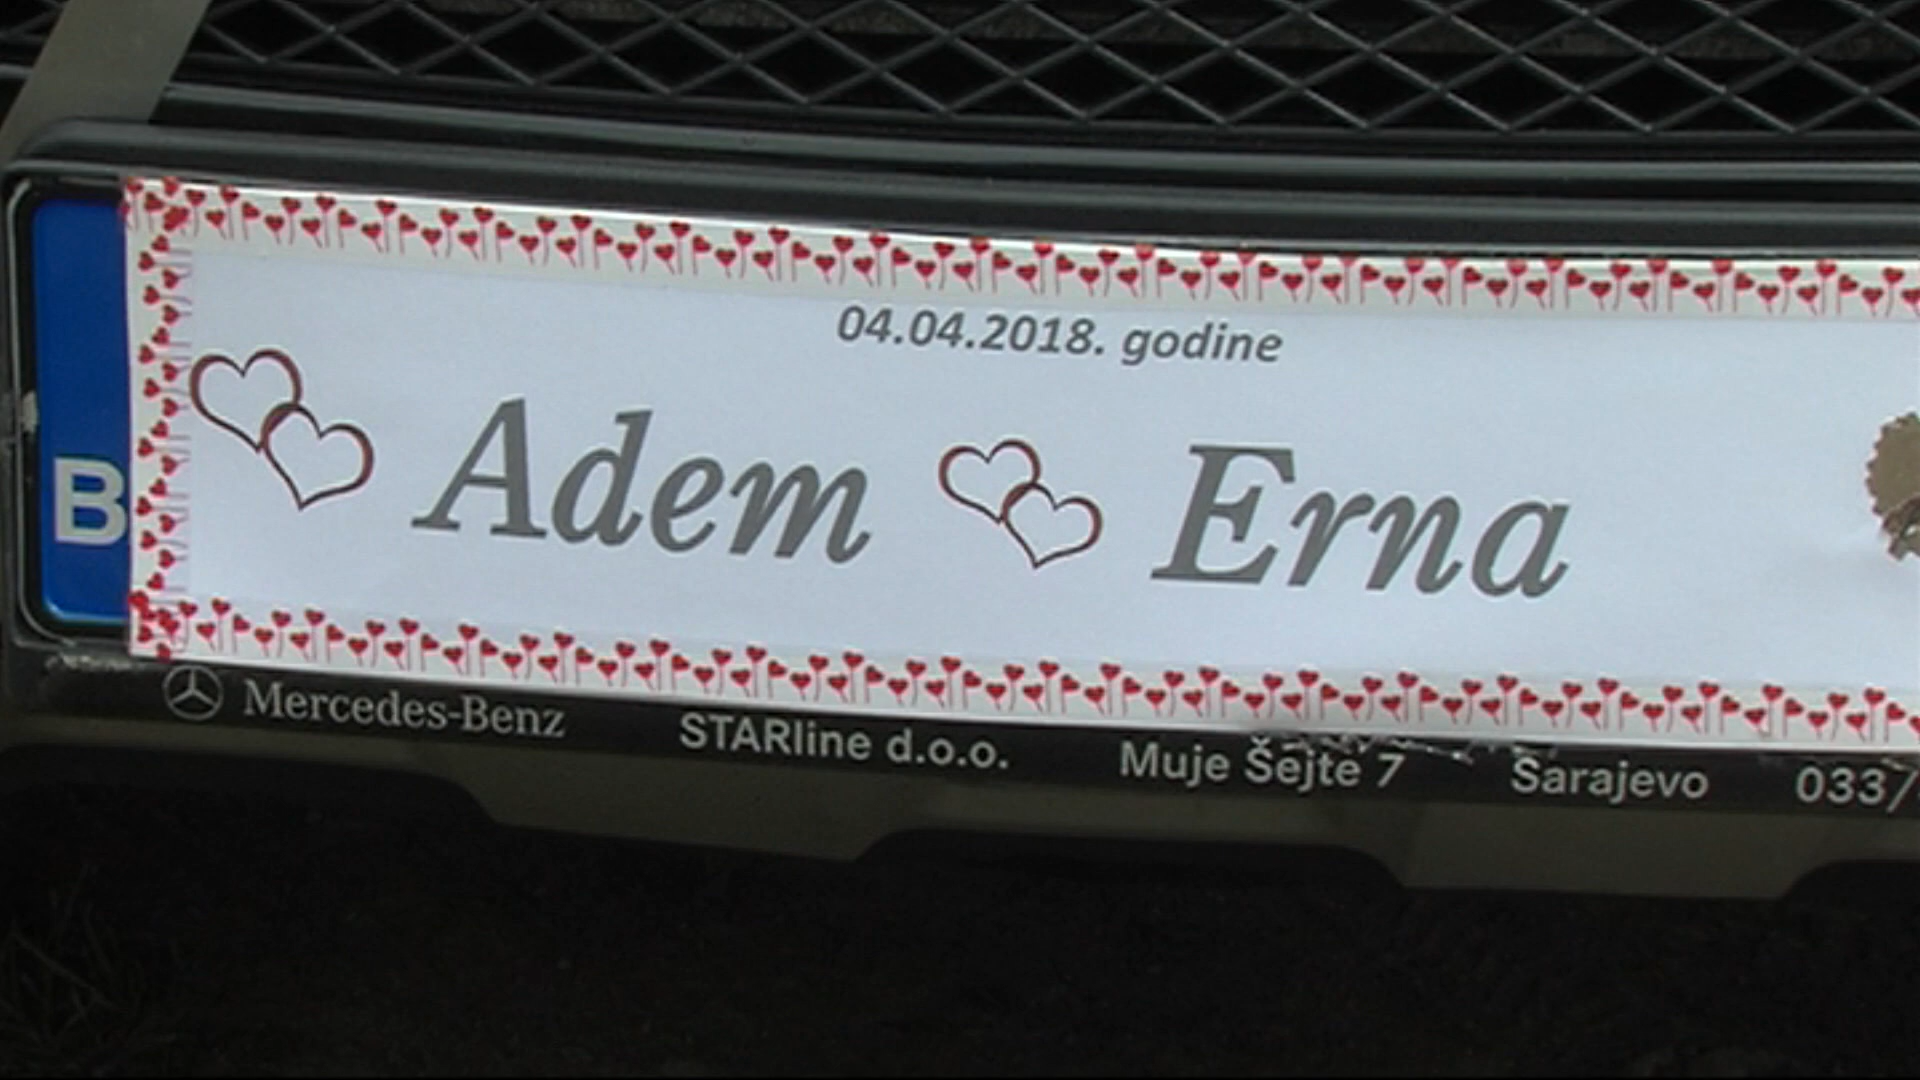 04.04.2018. godine
Adem Erna
B
Mercedes-Benz STARline d.o.o. Muje Šejte 7 Sarajevo 033/